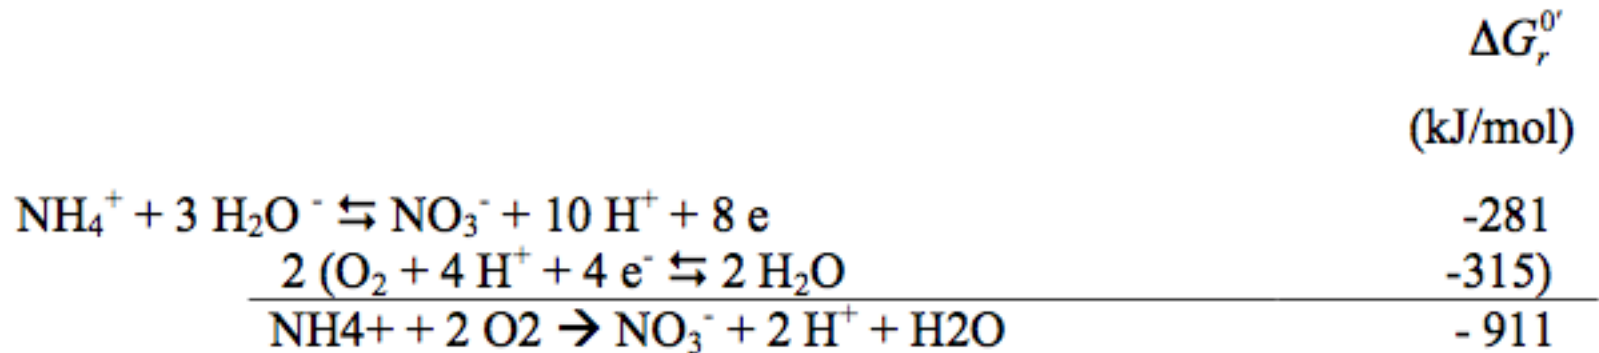 ΔG_r^0'
(kJ/mol)
NH₄⁺ + 3 H₂O ⁻ ⇆ NO₃⁻ + 10 H⁺ + 8 e -281
2 (O₂ + 4 H⁺ + 4 e⁻ ⇆ 2 H₂O -315)
NH4+ + 2 O2 → NO₃⁻ + 2 H⁺ + H2O - 911